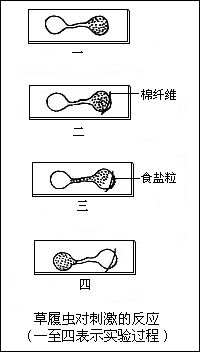 一
棉纤维
二
食盐粒
三
四
草履虫对刺激的反应
（一至四表示实验过程）